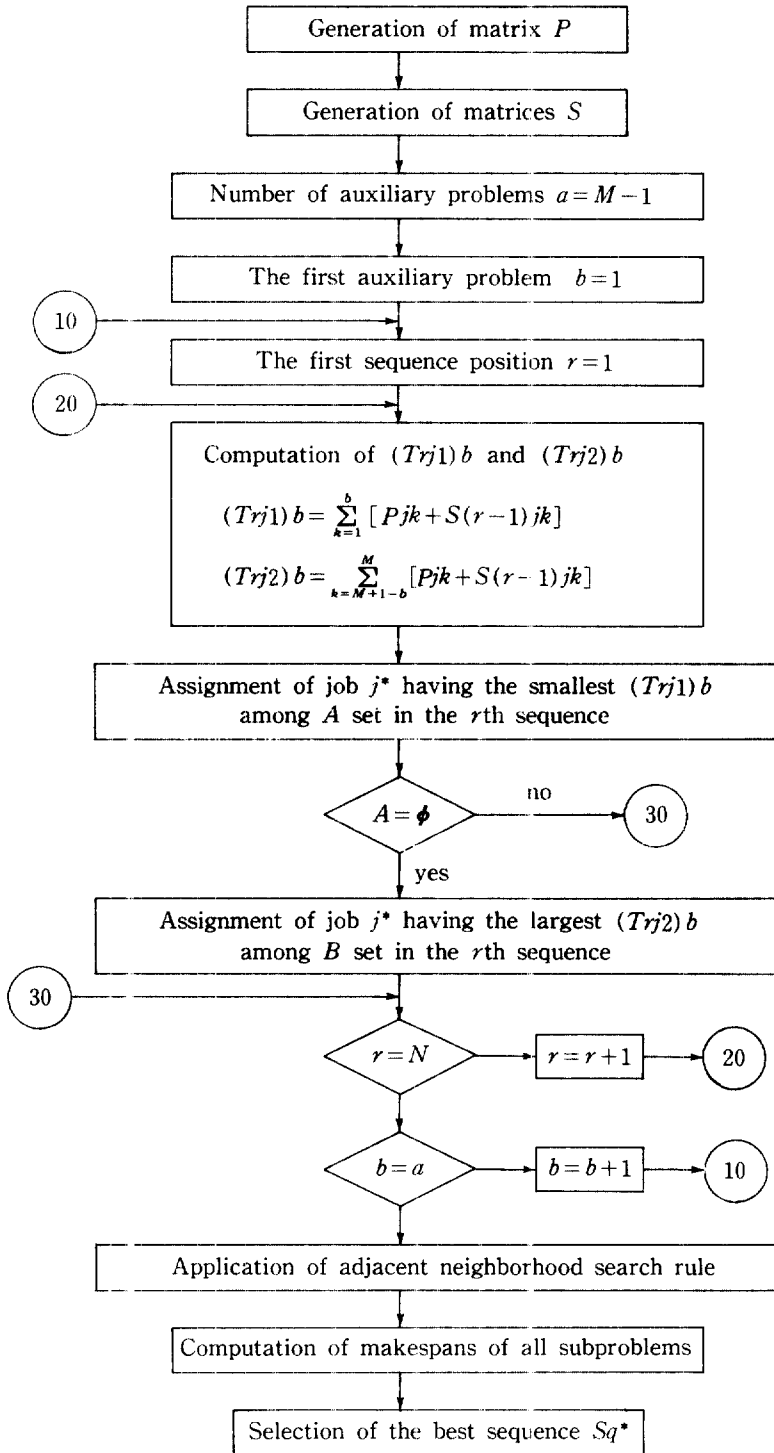 Generation of matrix P
Generation of matrices S
Number of auxiliary problems a=M−1
The first auxiliary problem b=1
10
The first sequence position r=1
20
Computation of (Trj1)b and (Trj2)b
(Trj1)b= b∑k=1 [Pjk+S(r−1)jk]
(Trj2)b= M∑k=M+1−b [Pjk+S(r−1)jk]
Assignment of job j* having the smallest (Trj1)b
among A set in the rth sequence
A=ϕ
no
30
yes
Assignment of job j* having the largest (Trj2)b
among B set in the rth sequence
30
r=N
r=r+1
20
b=a
b=b+1
10
Application of adjacent neighborhood search rule
Computation of makespans of all subproblems
Selection of the best sequence Sq*